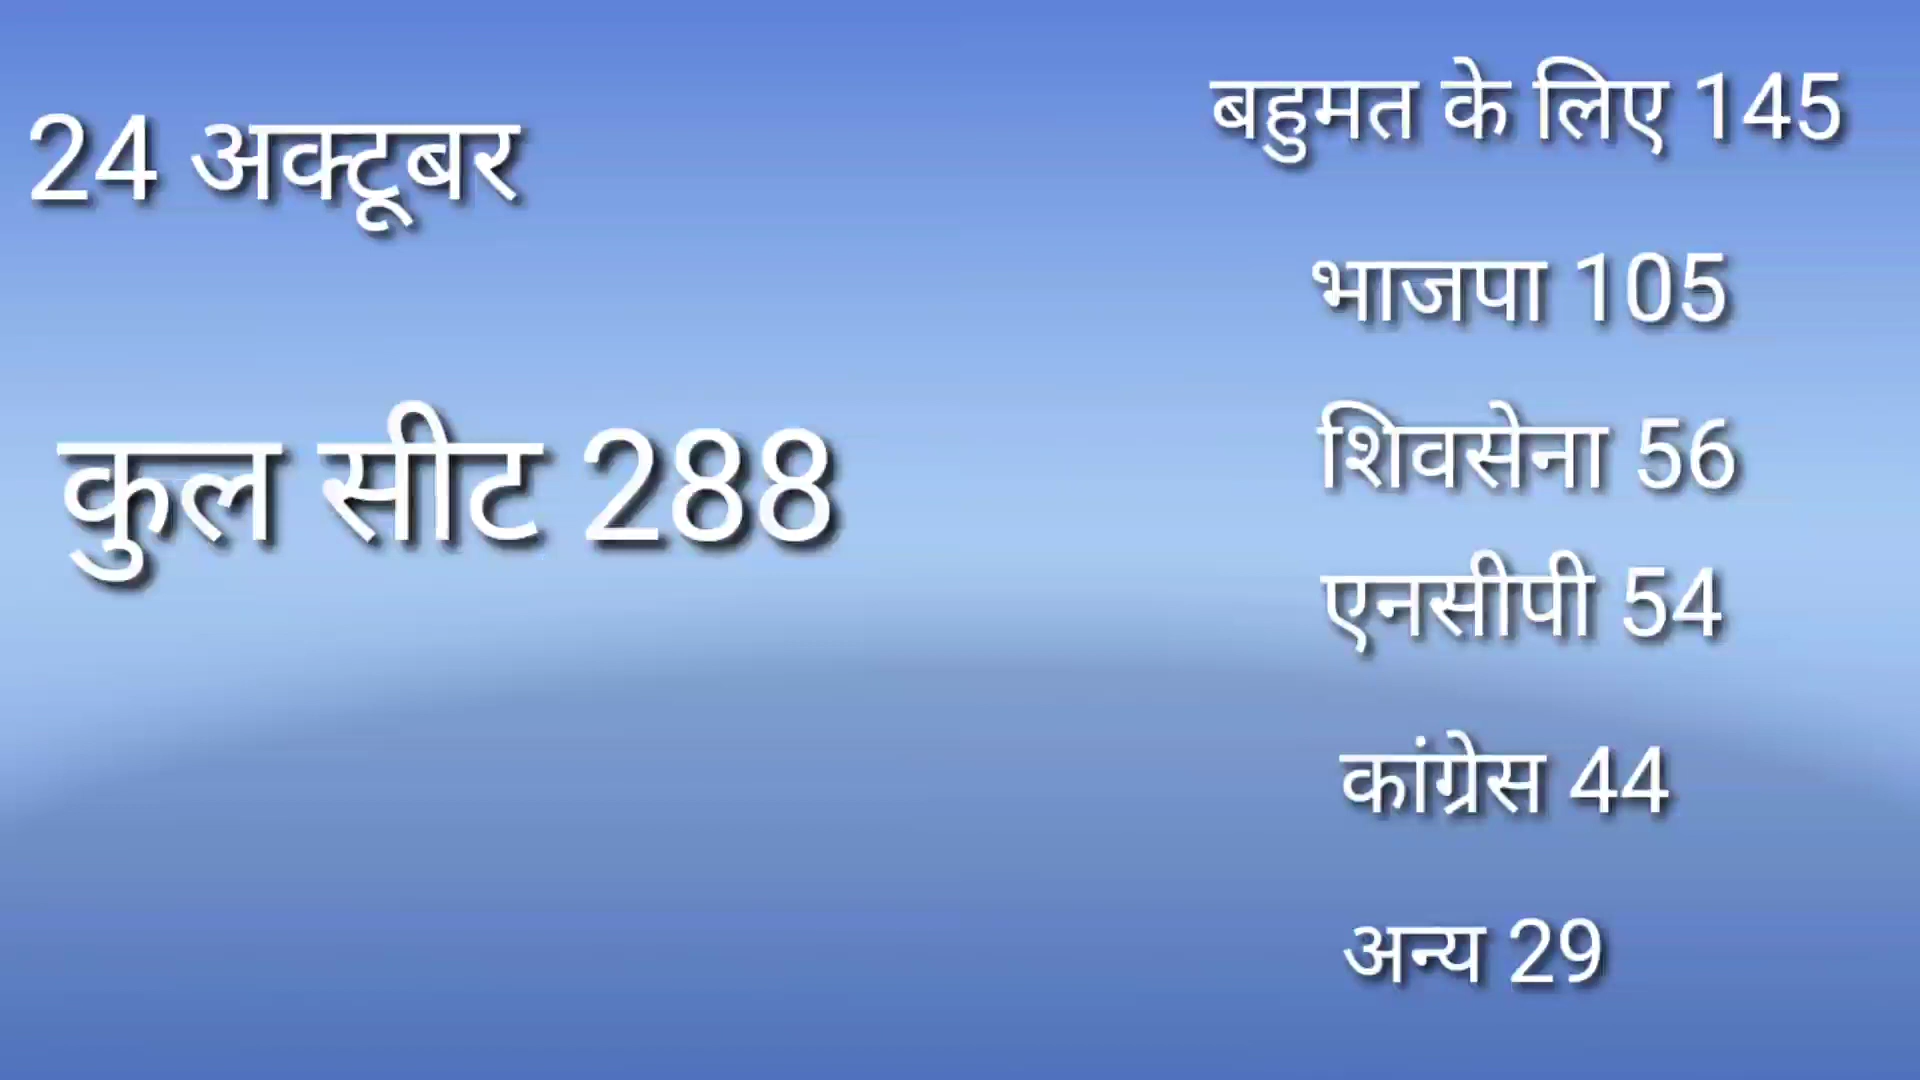 24 अक्टूबर
कुल सीट 288
बहुमत के लिए 145
भाजपा 105
शिवसेना 56
एनसीपी 54
कांग्रेस 44
अन्य 29